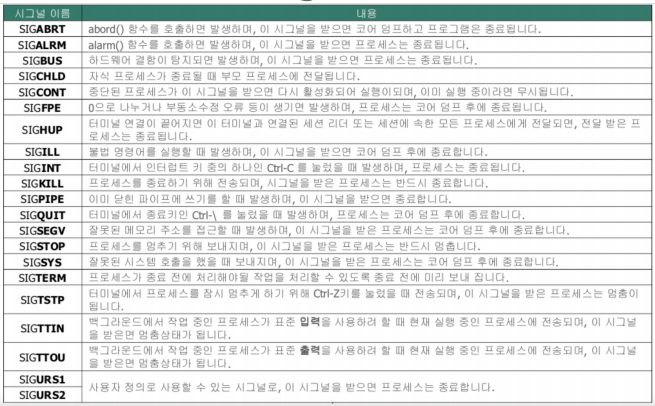 시그널 이름 내용
SIGABRT abord() 함수를 호출하면 발생하며, 이 시그널을 받으면 코어 덤프하고 프로그램은 종료됩니다.
SIGALRM alarm() 함수를 호출하면 발생하며, 이 시그널을 받으면 프로세스는 종료됩니다.
SIGBUS 하드웨어 결함이 탐지되면 발생하며, 이 시그널을 받으면 프로세스는 종료됩니다.
SIGCHLD 자식 프로세스가 종료될 때 부모 프로세스에 전달됩니다.
SIGCONT 중단된 프로세스가 이 시그널을 받으면 다시 활성화되어 실행이되며, 이미 실행 중이라면 무시됩니다.
SIGFPE 0으로 나누거나 부동소수점 오류 등이 생기면 발생하며, 프로세스는 코어 덤프 후에 종료됩니다.
SIGHUP 터미널 연결이 끊어지면 이 터미널과 연결된 세션 리더 또는 세션에 속한 모든 프로세스에게 전달되면, 전달 받은 프
로세스는 종료됩니다.
SIGILL 불법 명령어를 실행할 때 발생하며, 이 시그널을 받으면 코어 덤프 후에 종료합니다.
SIGINT 터미널에서 인터럽트 키 중의 하나인 Ctrl-C 를 눌렀을 때 발생하며, 프로세스는 종료됩니다.
SIGKILL 프로세스를 종료하기 위해 전송되며, 시그널을 받은 프로세스는 반드시 종료합니다.
SIGPIPE 이미 닫힌 파이프에 쓰기를 할 때 발생하며, 이 시그널을 받으면 종료합니다.
SIGQUIT 터미널에서 종료키인 Ctrl-\ 를 눌렀을 때 발생하며, 프로세스는 코어 덤프 후에 종료합니다.
SIGSEGV 잘못된 메모리 주소를 접근할 때 발생하며, 이 시그널을 받은 프로세스는 코어 덤프 후에 종료합니다.
SIGSTOP 프로세스를 멈추기 위해 보내지며, 이 시그널을 받은 프로세스는 반드시 멈춥니다.
SIGSYS 잘못된 시스템 호출을 했을 때 보내지며, 이 시그널을 받은 프로세스는 코어 덤프 후에 종료합니다.
SIGTERM 프로세스가 종료 전에 처리해야될 작업을 처리할 수 있도록 종료 전에 미리 보내 집니다.
SIGTSTP 터미널에서 프로세스를 잠시 멈추게 하기 위해 Ctrl-Z키를 눌렀을 때 전송되며, 이 시그널을 받은 프로세스는 멈춤이
됩니다.
SIGTTIN 백그라운드에서 작업 중인 프로세스가 표준 입력을 사용하려 할 때 현재 실행 중인 프로세스에 전송되며, 이 시그널
을 받은면 멈춤상태가 됩니다.
SIGTTOU 백그라운드에서 작업 중인 프로세스가 표준 출력을 사용하려 할 때 현재 실행 중인 프로세스에 전송되며, 이 시그널
을 받은면 멈춤상태가 됩니다.
SIGURS1 사용자 정의로 사용할 수 있는 시그널로, 이 시그널을 받으면 프로세스는 종료합니다.
SIGURS2